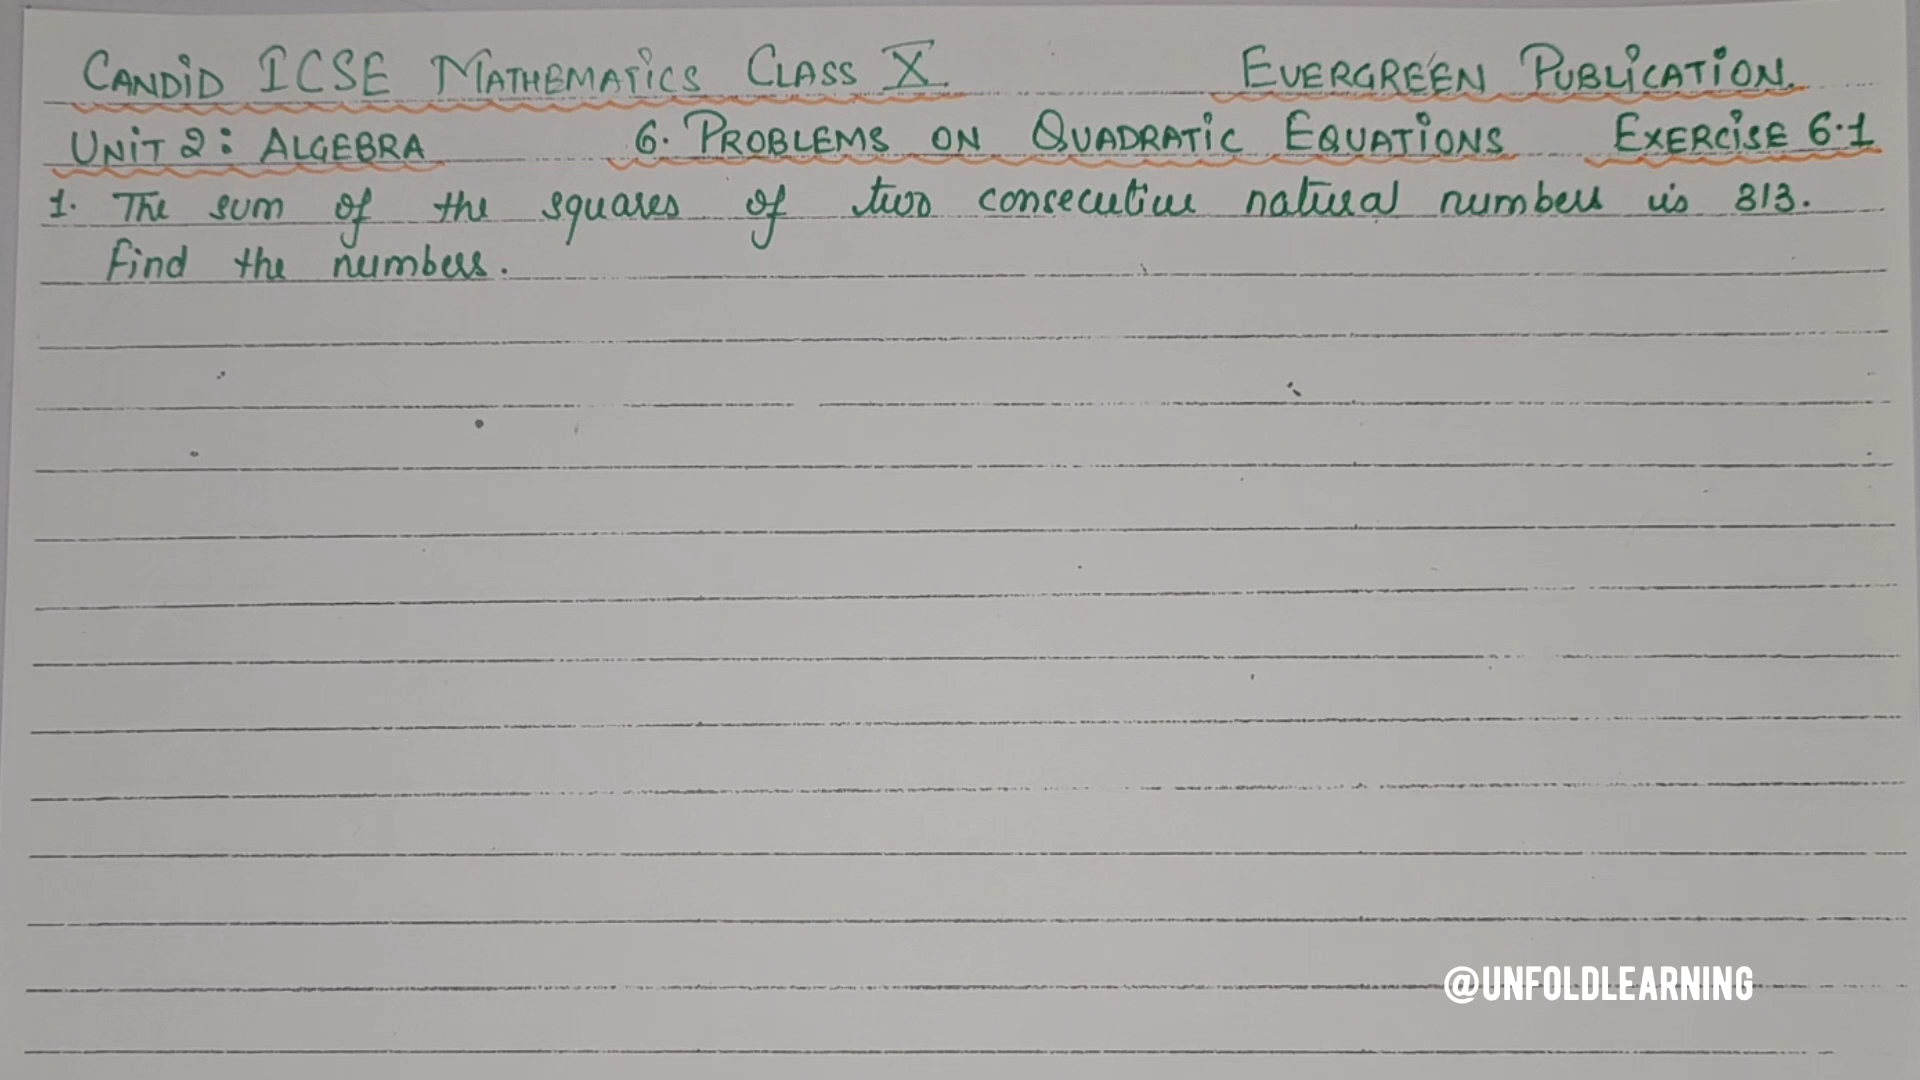 CANDID ICSE MATHEMATICS CLASS X EVERGREEN PUBLICATION.
UNIT 2: ALGEBRA 6. PROBLEMS ON QUADRATIC EQUATIONS EXERCISE 6.1
1. The sum of the squares of two consecutive natural numbers is 313.
Find the numbers.
@UNFOLDLEARNING